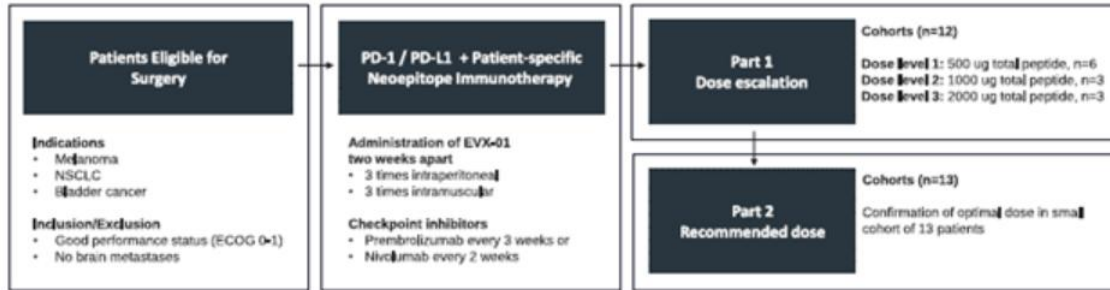 Patients Eligible for
Surgery
Indications
• Melanoma
• NSCLC
• Bladder cancer
Inclusion/Exclusion
• Good performance status (ECOG 0-1)
• No brain metastases
PD-1 / PD-L1 + Patient-specific
Neoepitope Immunotherapy
Administration of EVX-01
two weeks apart
• 3 times intraperitoneal
• 3 times intramuscular
Checkpoint inhibitors
• Prembrolizumab every 3 weeks or
• Nivolumab every 2 weeks
Part 1
Dose escalation
Cohorts (n=12)
Dose level 1: 500 ug total peptide, n=6
Dose level 2: 1000 ug total peptide, n=3
Dose level 3: 2000 ug total peptide, n=3
Part 2
Recommended dose
Cohorts (n=13)
Confirmation of optimal dose in small
cohort of 13 patients